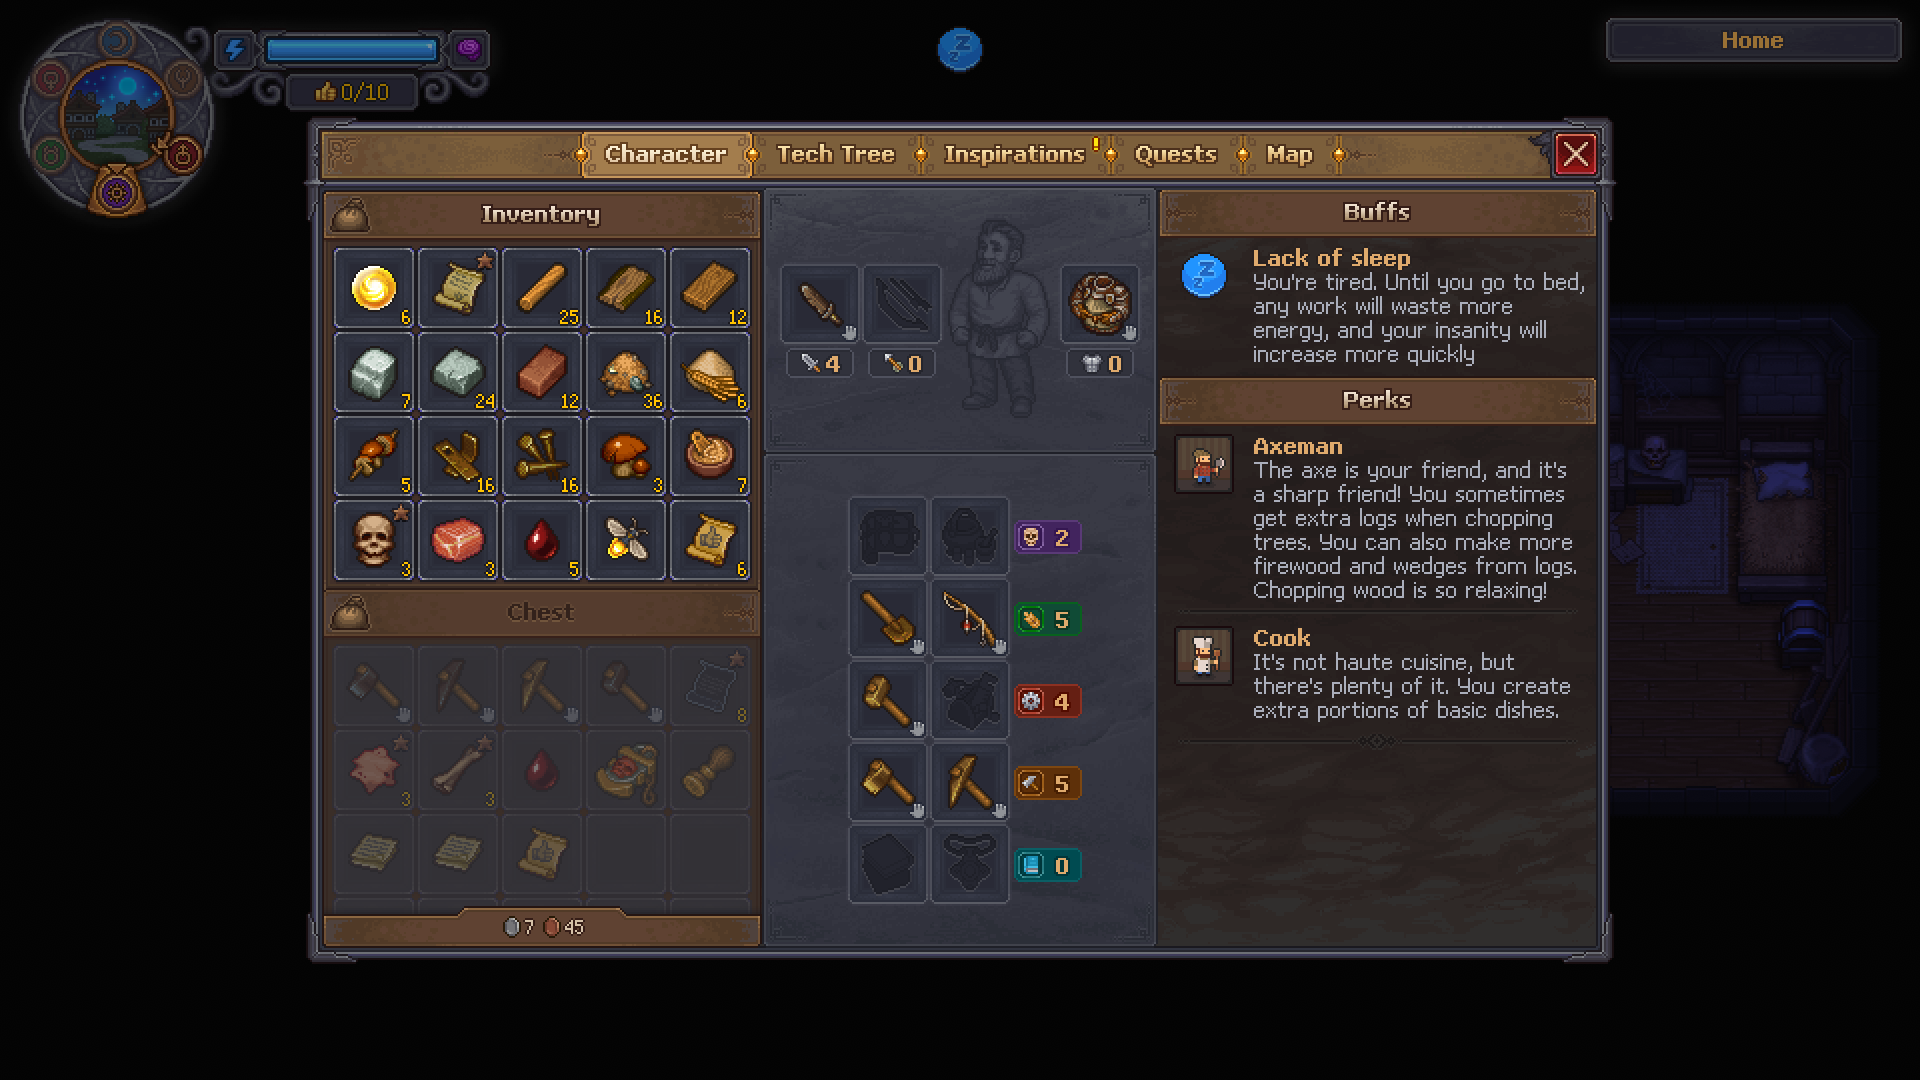 Home
0/10
Character
Tech Tree
Inspirations
!
Quests
Map
Inventory
6
25
16
12
7
24
12
36
6
5
16
16
3
7
3
3
5
6
Chest
8
3
3
7
45
4
0
0
2
5
4
5
0
Buffs
Lack of sleep
You're tired. Until you go to bed,
any work will waste more
energy, and your insanity will
increase more quickly
Perks
Axeman
The axe is your friend, and it's
a sharp friend! You sometimes
get extra logs when chopping
trees. You can also make more
firewood and wedges from logs.
Chopping wood is so relaxing!
Cook
It's not haute cuisine, but
there's plenty of it. You create
extra portions of basic dishes.